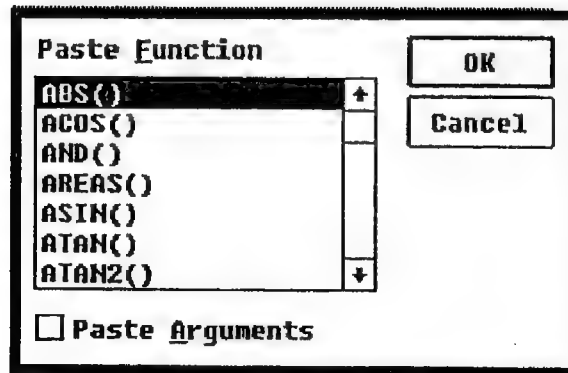 Paste Function
OK
ABS()
Cancel
ACOS()
AND()
AREAS()
ASIN()
ATAN()
ATAN2()
Paste Arguments